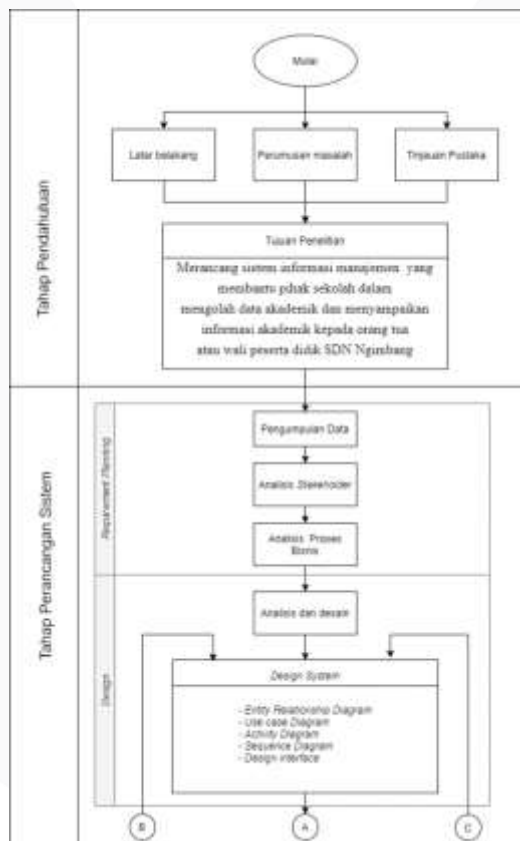 Tahap Pendahuluan
Mulai
Latar belakang
Perumusan masalah
Tinjauan Pustaka
Tujuan Penelitian
Merancang sistem informasi manajemen yang
membantu pihak sekolah dalam
mengolah data akademik dan menyampaikan
informasi akademik kepada orang tua
atau wali peserta didik SDN Ngimbang
Tahap Perancangan Sistem
Requirement Planning
Pengumpulan Data
Analisis Stakeholder
Analisis Proses
Bisnis
Design
Analisis dan desain
Design System
- Entity Relationship Diagram
- Use case Diagram
- Activity Diagram
- Sequence Diagram
- Design interface
B
A
C